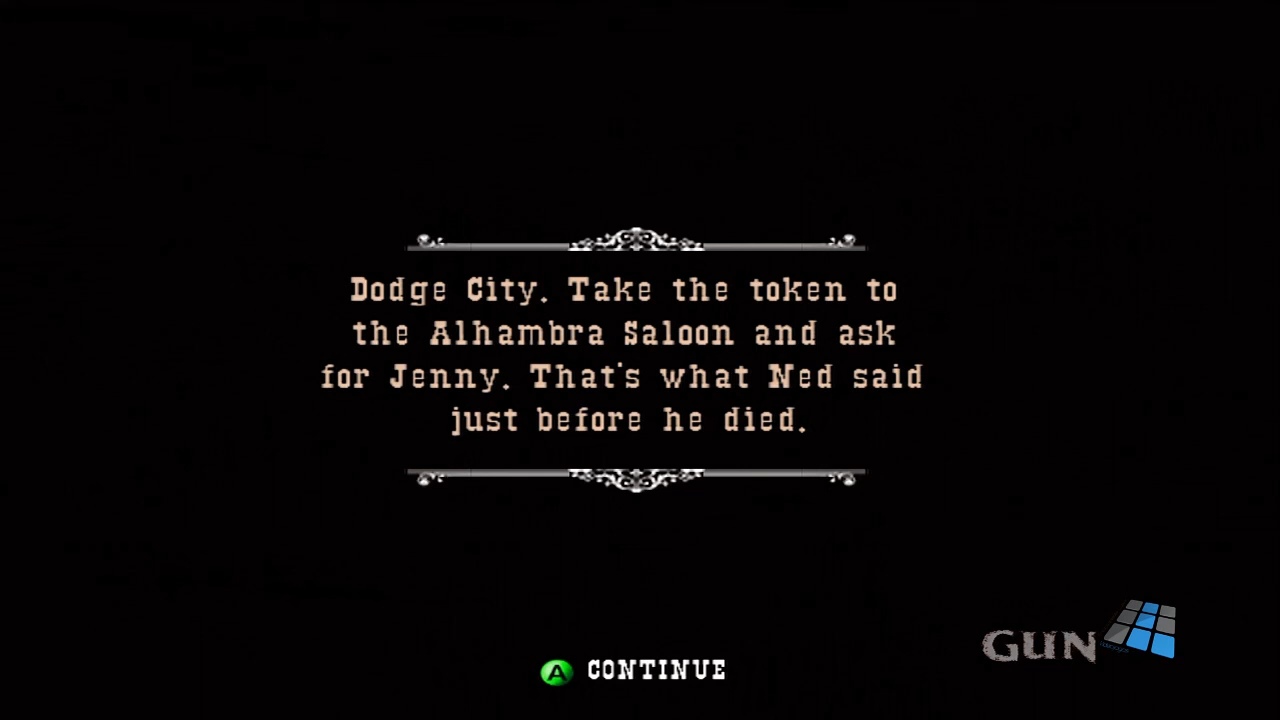 Dodge City. Take the token to
the Alhambra Saloon and ask
for Jenny. That's what Ned said
just before he died.
GUN
A CONTINUE